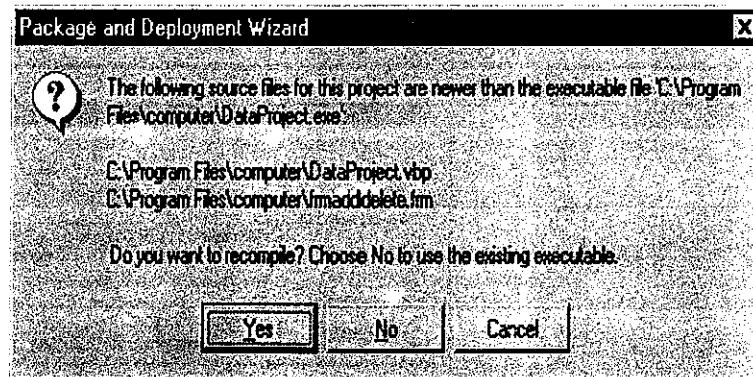 Package and Deployment Wizard
The following source files for this project are newer than the executable file 'C:\Program
Files\computer\DataProject.exe':
C:\Program Files\computer\DataProject.vbp
C:\Program Files\computer\frmadddelete.frm
Do you want to recompile? Choose No to use the existing executable.
Yes No Cancel